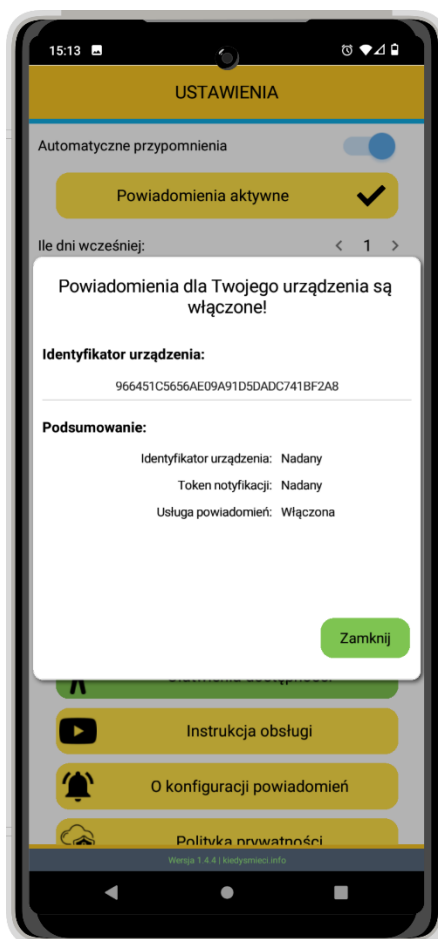 15:13
USTAWIENIA
Automatyczne przypomnienia
Powiadomienia aktywne
Ile dni wcześniej: < 1 >
Powiadomienia dla Twojego urządzenia są
włączone!
Identyfikator urządzenia:
966451C5656AE09A91D5DADC741BF2A8
Podsumowanie:
Identyfikator urządzenia: Nadany
Token notyfikacji: Nadany
Usługa powiadomień: Włączona
Zamknij
Instrukcja obsługi
O konfiguracji powiadomień
Polityka prywatności
Wersja 1.4.4 | kiedysmieci.info